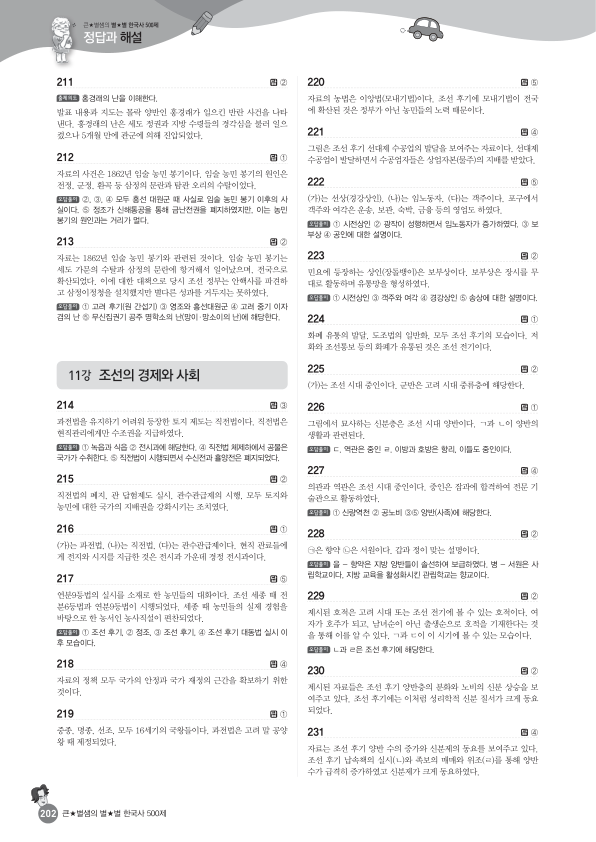 큰★별쌤의 별★별 한국사 500제
정답과 해설
211 답 ②
출제 의도 홍경래의 난을 이해한다.
발표 내용과 지도는 몰락 양반인 홍경래가 일으킨 반란 사건을 나타
낸다. 홍경래의 난은 세도 정권과 지방 수령들의 경각심을 불러 일으
켰으나 5개월 만에 관군에 의해 진압되었다.
212 답 ①
자료의 사건은 1862년 임술 농민 봉기이다. 임술 농민 봉기의 원인은
전정, 군정, 환곡 등 삼정의 문란과 탐관 오리의 수탈이었다.
오답풀이 ②, ③, ④ 모두 흥선 대원군 때 사실로 임술 농민 봉기 이후의 사
실이다. ⑤ 정조가 신해통공을 통해 금난전권을 폐지하였지만, 이는 농민
봉기의 원인과는 거리가 멀다.
213 답 ②
자료는 1862년 임술 농민 봉기와 관련된 것이다. 임술 농민 봉기는
세도 가문의 수탈과 삼정의 문란에 항거해서 일어났으며, 전국으로
확산되었다. 이에 대한 대책으로 당시 조선 정부는 안핵사를 파견하
고 삼정이정청을 설치했지만 별다른 성과를 거두지는 못하였다.
오답풀이 ① 고려 후기(원 간섭기) ③ 영조와 흥선대원군 ④ 고려 중기 이자
겸의 난 ⑤ 무신집권기 공주 명학소의 난(망이·망소이의 난)에 해당한다.
11강 조선의 경제와 사회
214 답 ③
과전법을 유지하기 어려워 등장한 토지 제도는 직전법이다. 직전법은
현직관리에게만 수조권을 지급하였다.
오답풀이 ① 녹읍과 식읍 ② 전시과에 해당한다. ④ 직전법 체제하에서 공물은
국가가 수취한다. ⑤ 직전법이 시행되면서 수신전과 휼양전은 폐지되었다.
215 답 ②
직전법의 폐지, 관 답험제도 실시, 관수관급제의 시행, 모두 토지와
농민에 대한 국가의 지배권을 강화시키는 조치였다.
216 답 ①
(가)는 과전법, (나)는 직전법, (다)는 관수관급제이다. 현직 관료들에
게 전지와 시지를 지급한 것은 전시과 가운데 경정 전시과이다.
217 답 ⑤
연분9등법의 실시를 소재로 한 농민들의 대화이다. 조선 세종 때 전
분6등법과 연분9등법이 시행되었다. 세종 때 농민들의 실제 경험을
바탕으로 한 농서인 농사직설이 편찬되었다.
오답풀이 ① 조선 후기, ② 정조, ③ 조선 후기, ④ 조선 후기 대동법 실시 이
후 모습이다.
218 답 ④
자료의 정책 모두 국가의 안정과 국가 재정의 근간을 확보하기 위한
것이다.
219 답 ①
중종, 명종, 선조, 모두 16세기의 국왕들이다. 과전법은 고려 말 공양
왕 때 제정되었다.
220 답 ⑤
자료의 농법은 이앙법(모내기법)이다. 조선 후기에 모내기법이 전국
에 확산된 것은 정부가 아닌 농민들의 노력 때문이다.
221 답 ④
그림은 조선 후기 선대제 수공업의 발달을 보여주는 자료이다. 선대제
수공업이 발달하면서 수공업자들은 상업자본(물주)의 지배를 받았다.
222 답 ⑤
(가)는 선상(경강상인), (나)는 임노동자, (다)는 객주이다. 포구에서
객주와 여각은 운송, 보관, 숙박, 금융 등의 영업도 하였다.
오답풀이 ① 시전상인 ② 광작이 성행하면서 임노동자가 증가하였다. ③ 보
부상 ④ 공인에 대한 설명이다.
223 답 ②
민요에 등장하는 상인(장돌뱅이)은 보부상이다. 보부상은 장시를 무
대로 활동하며 유통망을 형성하였다.
오답풀이 ① 시전상인 ③ 객주와 여각 ④ 경강상인 ⑤ 송상에 대한 설명이다.
224 답 ①
화폐 유통의 발달, 도조법의 일반화, 모두 조선 후기의 모습이다. 저
화와 조선통보 등의 화폐가 유통된 것은 조선 전기이다.
225 답 ②
(가)는 조선 시대 중인이다. 군반은 고려 시대 중류층에 해당한다.
226 답 ①
그림에서 묘사하는 신분층은 조선 시대 양반이다. ㄱ과 ㄴ이 양반의
생활과 관련된다.
오답풀이 ㄷ. 역관은 중인 ㄹ. 이방과 호방은 향리, 이들도 중인이다.
227 답 ④
의관과 역관은 조선 시대 중인이다. 중인은 잡과에 합격하여 전문 기
술관으로 활동하였다.
오답풀이 ① 신량역천 ② 공노비 ③⑤ 양반(사족)에 해당한다.
228 답 ②
㉠은 향약 ㉡은 서원이다. 갑과 정이 맞는 설명이다.
오답풀이 을 - 향약은 지방 양반들이 솔선하여 보급하였다. 병 - 서원은 사
립학교이다. 지방 교육을 활성화시킨 관립학교는 향교이다.
229 답 ②
제시된 호적은 고려 시대 또는 조선 전기에 볼 수 있는 호적이다. 여
자가 호주가 되고, 남녀순이 아닌 출생순으로 호적을 기재한다는 것
을 통해 이를 알 수 있다. ㄱ과 ㄷ이 이 시기에 볼 수 있는 모습이다.
오답풀이 ㄴ과 ㄹ은 조선 후기에 해당한다.
230 답 ②
제시된 자료들은 조선 후기 양반층의 분화와 노비의 신분 상승을 보
여주고 있다. 조선 후기에는 이처럼 성리학적 신분 질서가 크게 동요
되었다.
231 답 ④
자료는 조선 후기 양반 수의 증가와 신분제의 동요를 보여주고 있다.
조선 후기 납속책의 실시(ㄴ)와 족보의 매매와 위조(ㄹ)를 통해 양반
수가 급격히 증가하였고 신분제가 크게 동요하였다.
202 큰★별쌤의 별★별 한국사 500제